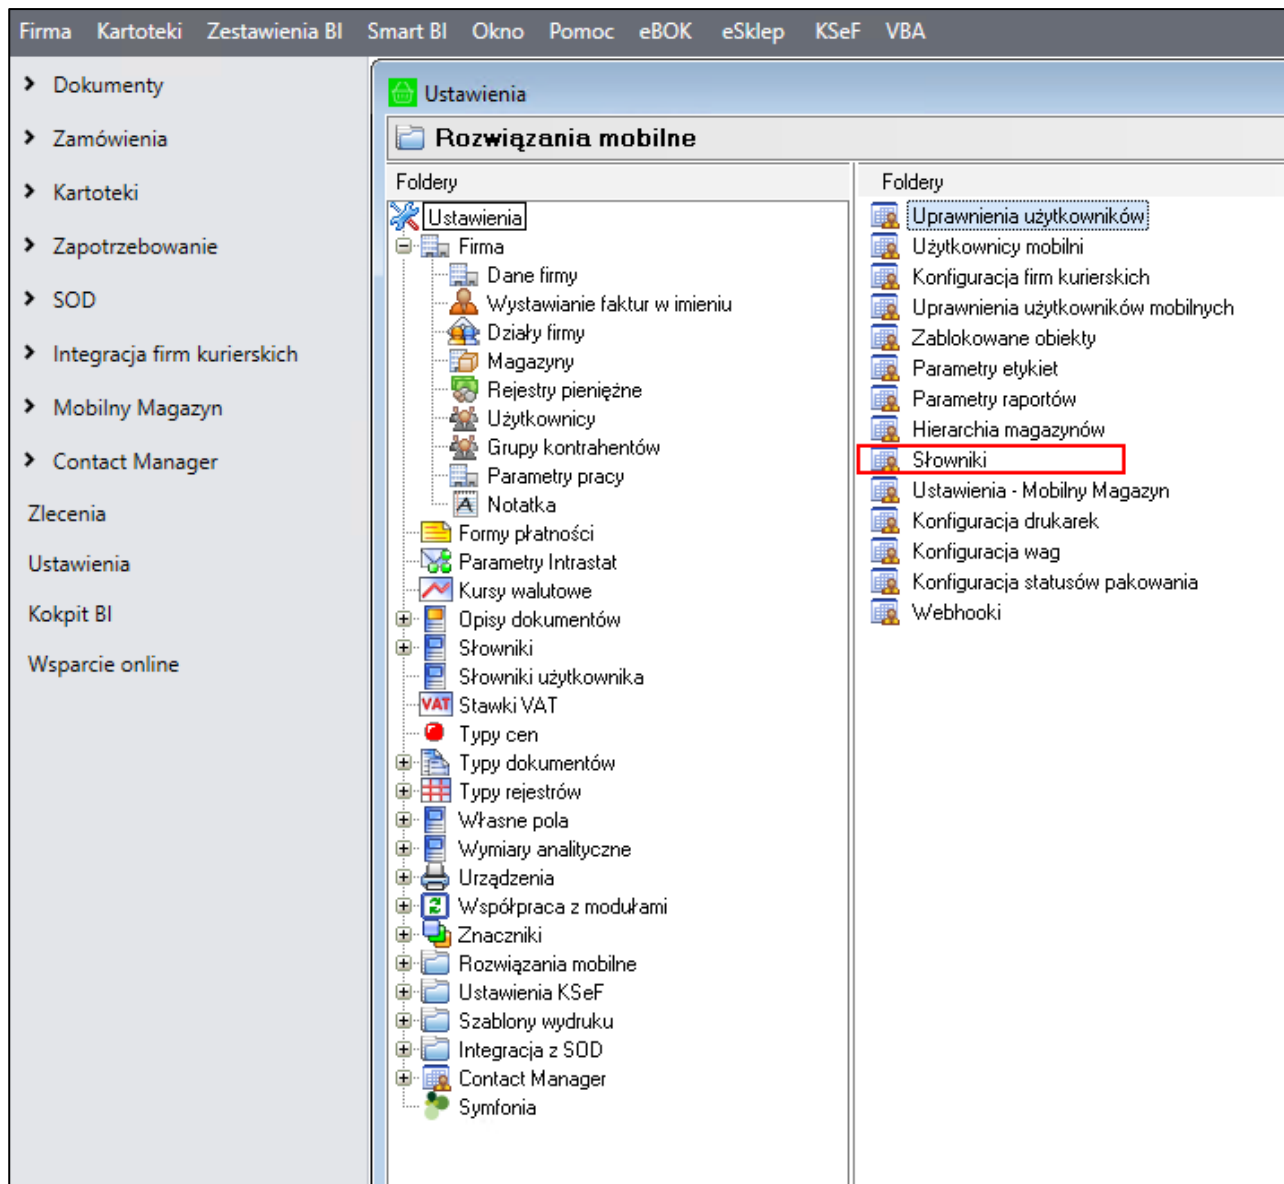 Firma Kartoteki Zestawienia BI Smart BI Okno Pomoc eBOK eSklep KSeF VBA
Dokumenty
Zamówienia
Kartoteki
Zapotrzebowanie
SOD
Integracja firm kurierskich
Mobilny Magazyn
Contact Manager
Zlecenia
Ustawienia
Kokpit BI
Wsparcie online
Ustawienia
Rozwiązania mobilne
Foldery
Ustawienia
Firma
Dane firmy
Wystawianie faktur w imieniu
Działy firmy
Magazyny
Rejestry pieniężne
Użytkownicy
Grupy kontrahentów
Parametry pracy
Notatka
Formy płatności
Parametry Intrastat
Kursy walutowe
Opisy dokumentów
Słowniki
Słowniki użytkownika
VAT Stawki VAT
Typy cen
Typy dokumentów
Typy rejestrów
Własne pola
Wymiary analityczne
Urządzenia
Współpraca z modułami
Znaczniki
Rozwiązania mobilne
Ustawienia KSeF
Szablony wydruku
Integracja z SOD
Contact Manager
Symfonia
Foldery
Uprawnienia użytkowników
Użytkownicy mobilni
Konfiguracja firm kurierskich
Uprawnienia użytkowników mobilnych
Zablokowane obiekty
Parametry etykiet
Parametry raportów
Hierarchia magazynów
Słowniki
Ustawienia - Mobilny Magazyn
Konfiguracja drukarek
Konfiguracja wag
Konfiguracja statusów pakowania
Webhooki